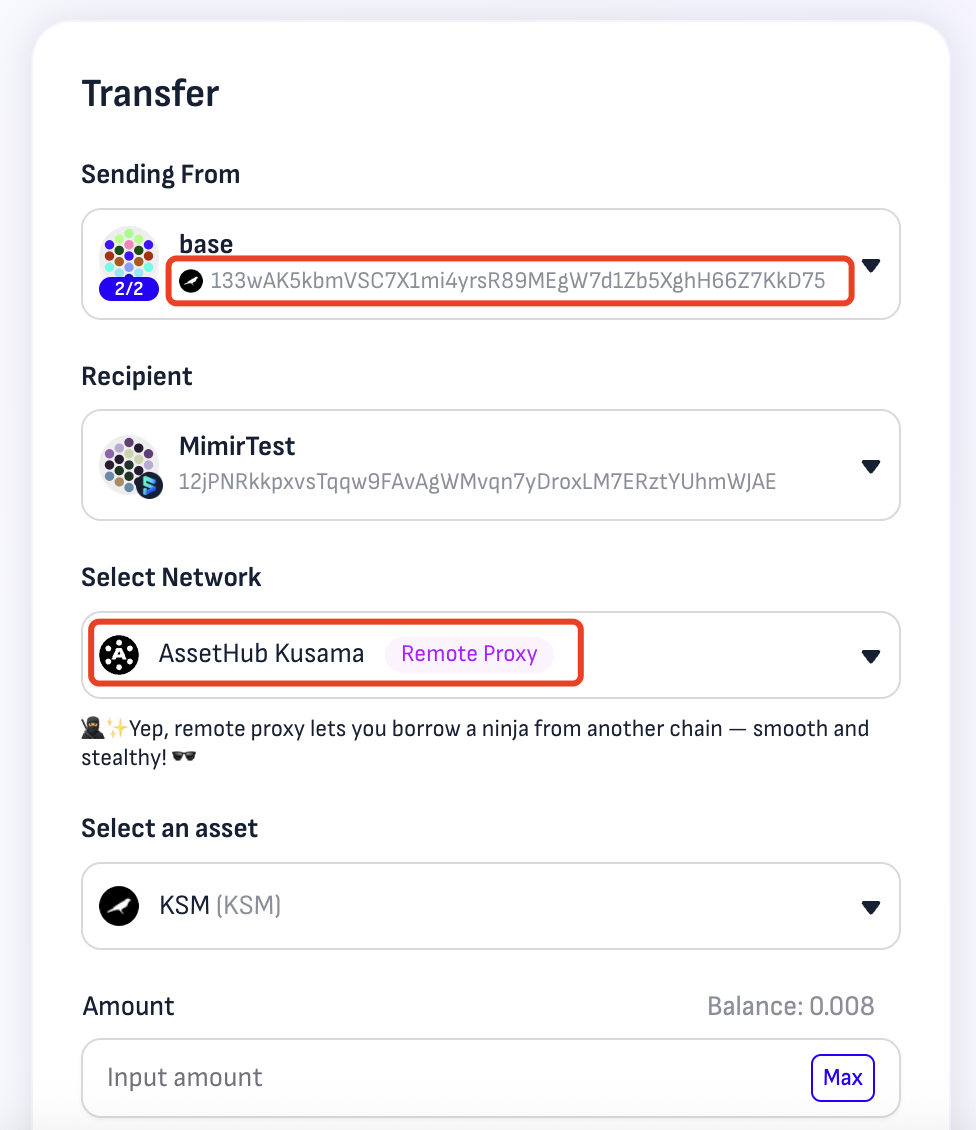 Transfer
Sending From
base
2/2
133wAK5kbmVSC7X1mi4yrsR89MEgW7d1Zb5XghH66Z7KkD75
Recipient
MimirTest
12jPNRkkpxvsTqqw9FAvAgWMvqn7yDroxLM7ERztYUhmWJAE
Select Network
AssetHub Kusama Remote Proxy
🥷✨Yep, remote proxy lets you borrow a ninja from another chain — smooth and
stealthy! 🕶️
Select an asset
KSM (KSM)
Amount Balance: 0.008
Input amount Max